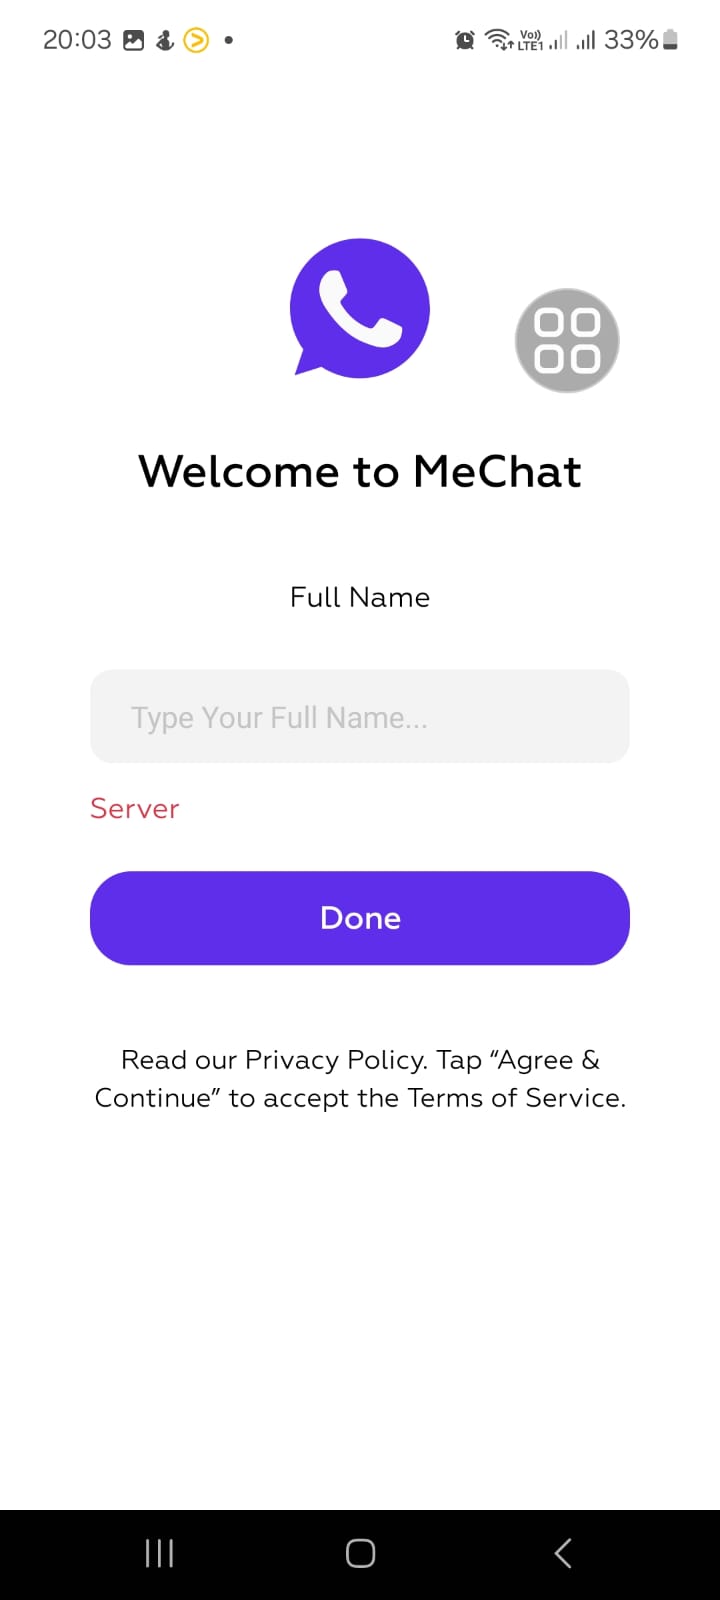 20:03
Vo)) LTE1 33%
Welcome to MeChat
Full Name
Type Your Full Name...
Server
Done
Read our Privacy Policy. Tap “Agree &
Continue” to accept the Terms of Service.